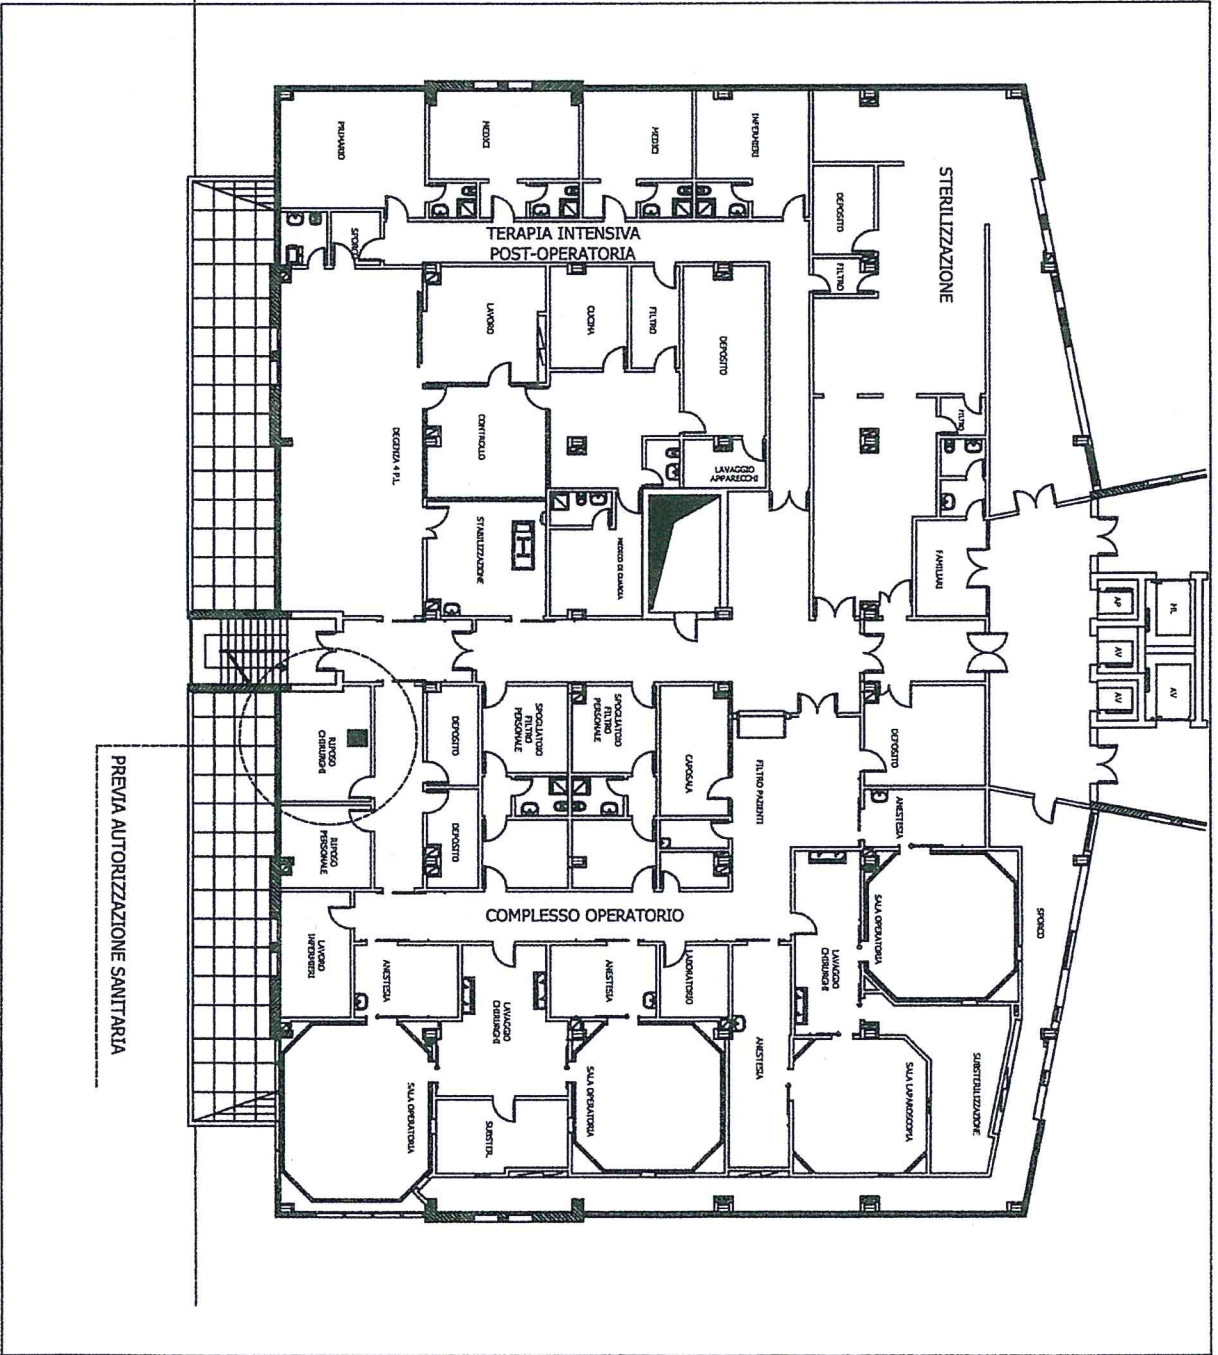 PRIMARIO
MEDICI
MEDICI
INFERMIERI
STERILIZZAZIONE
DEPOSITO
FILTRO
SPORCO
TERAPIA INTENSIVA
POST-OPERATORIA
LAVORO
CUCINA
FILTRO
DEPOSITO
FILTRO
DEGENZA 4 P.L.
CONTROLLO
LAVAGGIO
APPARECCHI
STABILIZZAZIONE
MEDICO DI GUARDIA
FAMILIARI
AP
ML
AV
AV
AV
RIPOSO
CHIRURGHI
DEPOSITO
SPOGLIATOIO
FILTRO
PERSONALE
SPOGLIATOIO
FILTRO
PERSONALE
CAPOSALA
FILTRO PAZIENTI
DEPOSITO
ANESTESIA
RIPOSO
PERSONALE
DEPOSITO
COMPLESSO OPERATORIO
LAVORO
INFERMIERI
ANESTESIA
LAVAGGIO
CHIRURGHI
ANESTESIA
LABORATORIO
ANESTESIA
LAVAGGIO
CHIRURGHI
SALA OPERATORIA
SPORCO
SALA OPERATORIA
SUBSTER.
SALA OPERATORIA
SALA LAPAROSCOPIA
SUBSTERILIZZAZIONE
PREVIA AUTORIZZAZIONE SANITARIA